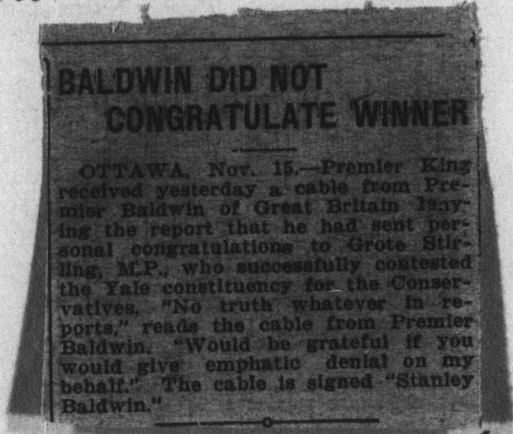 BALDWIN DID NOT
CONGRATULATE WINNER
OTTAWA, Nov. 15.—Premier King
received yesterday a cable from Pre-
mier Baldwin of Great Britain
ing the report that he had sent per-
sonal congratulations to Grote Stir-
ling, M.P., who successfully contested
the Yale constituency for the Conser-
vatives. "No truth whatever in re-
ports," reads the cable from Premier
Baldwin. "Would be grateful if you
would give emphatic denial on my
behalf." The cable is signed "Stanley
Baldwin."